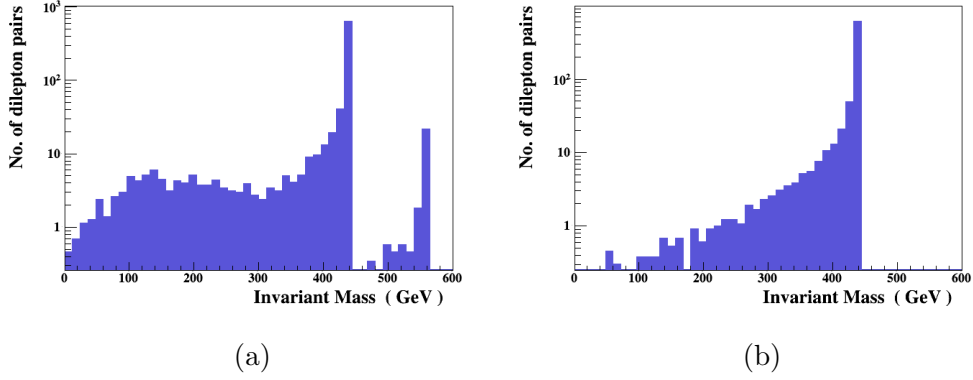 No. of dilepton pairs
10³
10²
10
1
0 100 200 300 400 500 600
Invariant Mass ( GeV )
(a)
No. of dilepton pairs
10²
10
1
0 100 200 300 400 500 600
Invariant Mass ( GeV )
(b)